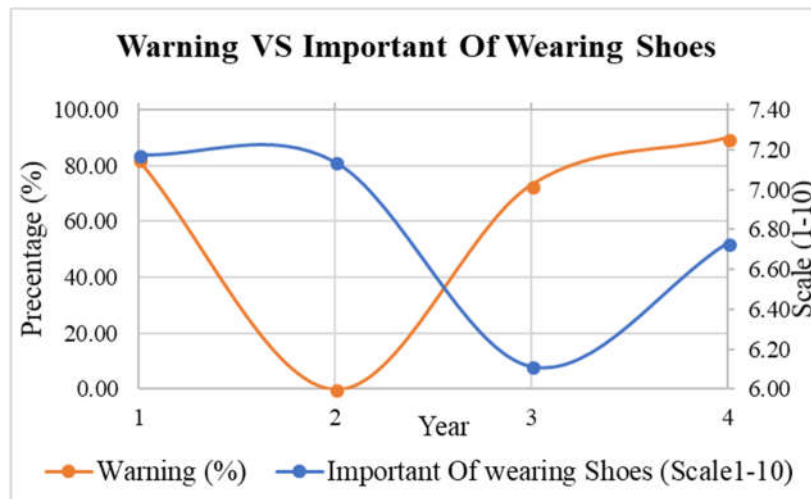 Warning VS Important Of Wearing Shoes
100.00
80.00
60.00
40.00
20.00
0.00
Precentage (%)
7.40
7.20
7.00
6.80
6.60
6.40
6.20
6.00
Scale (1-10)
1 2 3 4
Year
Warning (%) Important Of wearing Shoes (Scale1-10)